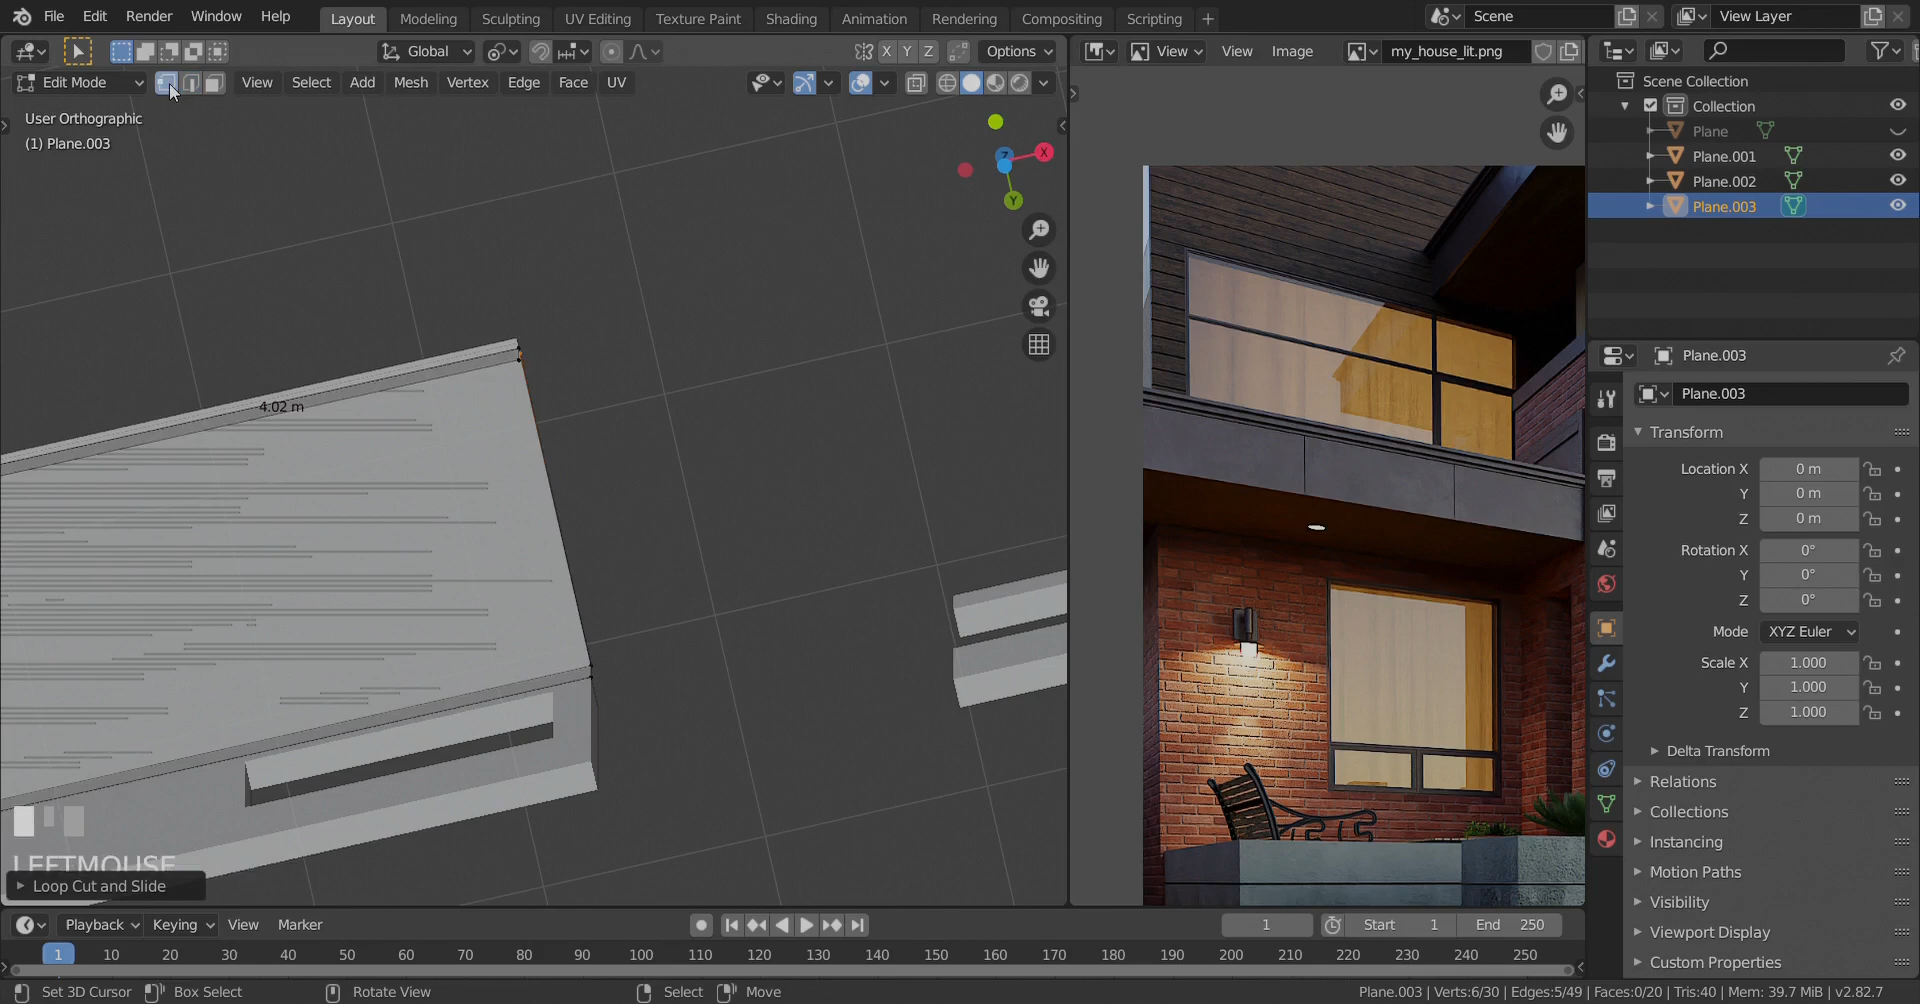 File Edit Render Window Help Layout Modeling Sculpting UV Editing Texture Paint Shading Animation Rendering Compositing Scripting + Scene View Layer
Global X Y Z Options View View Image my_house_lit.png
Edit Mode View Select Add Mesh Vertex Edge Face UV
User Orthographic
(1) Plane.003
X
Z
Y
4.02 m
LEFTMOUSE
Loop Cut and Slide
Scene Collection
Collection
Plane
Plane.001
Plane.002
Plane.003
Plane.003
Plane.003
Transform
Location X 0 m
Y 0 m
Z 0 m
Rotation X 0°
Y 0°
Z 0°
Mode XYZ Euler
Scale X 1.000
Y 1.000
Z 1.000
Delta Transform
Relations
Collections
Instancing
Motion Paths
Visibility
Viewport Display
Custom Properties
Playback Keying View Marker 1 Start 1 End 250
1 10 20 30 40 50 60 70 80 90 100 110 120 130 140 150 160 170 180 190 200 210 220 230 240 250
Set 3D Cursor Box Select Rotate View Select Move Plane.003 | Verts:6/30 | Edges:5/49 | Faces:0/20 | Tris:40 | Mem: 39.7 MiB | v2.82.7